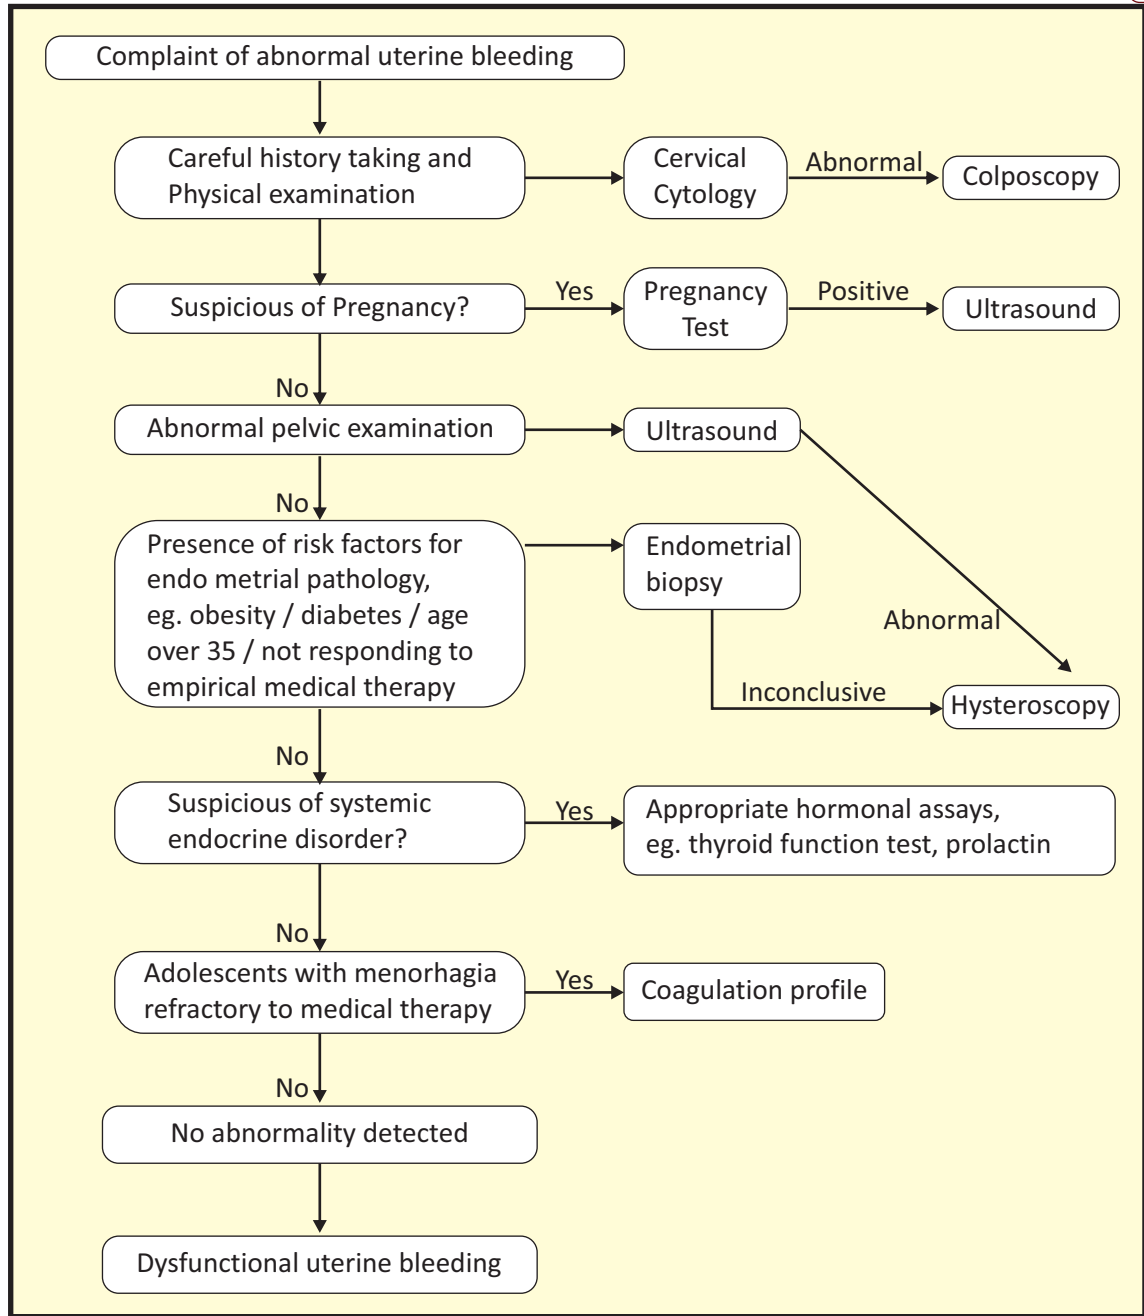 Complaint of abnormal uterine bleeding
Careful history taking and
Physical examination
Cervical
Cytology
Abnormal
Colposcopy
Suspicious of Pregnancy?
Yes
Pregnancy
Test
Positive
Ultrasound
No
Abnormal pelvic examination
Ultrasound
No
Presence of risk factors for
endo metrial pathology,
eg. obesity / diabetes / age
over 35 / not responding to
empirical medical therapy
Endometrial
biopsy
Abnormal
Inconclusive
Hysteroscopy
No
Suspicious of systemic
endocrine disorder?
Yes
Appropriate hormonal assays,
eg. thyroid function test, prolactin
No
Adolescents with menorhagia
refractory to medical therapy
Yes
Coagulation profile
No
No abnormality detected
Dysfunctional uterine bleeding